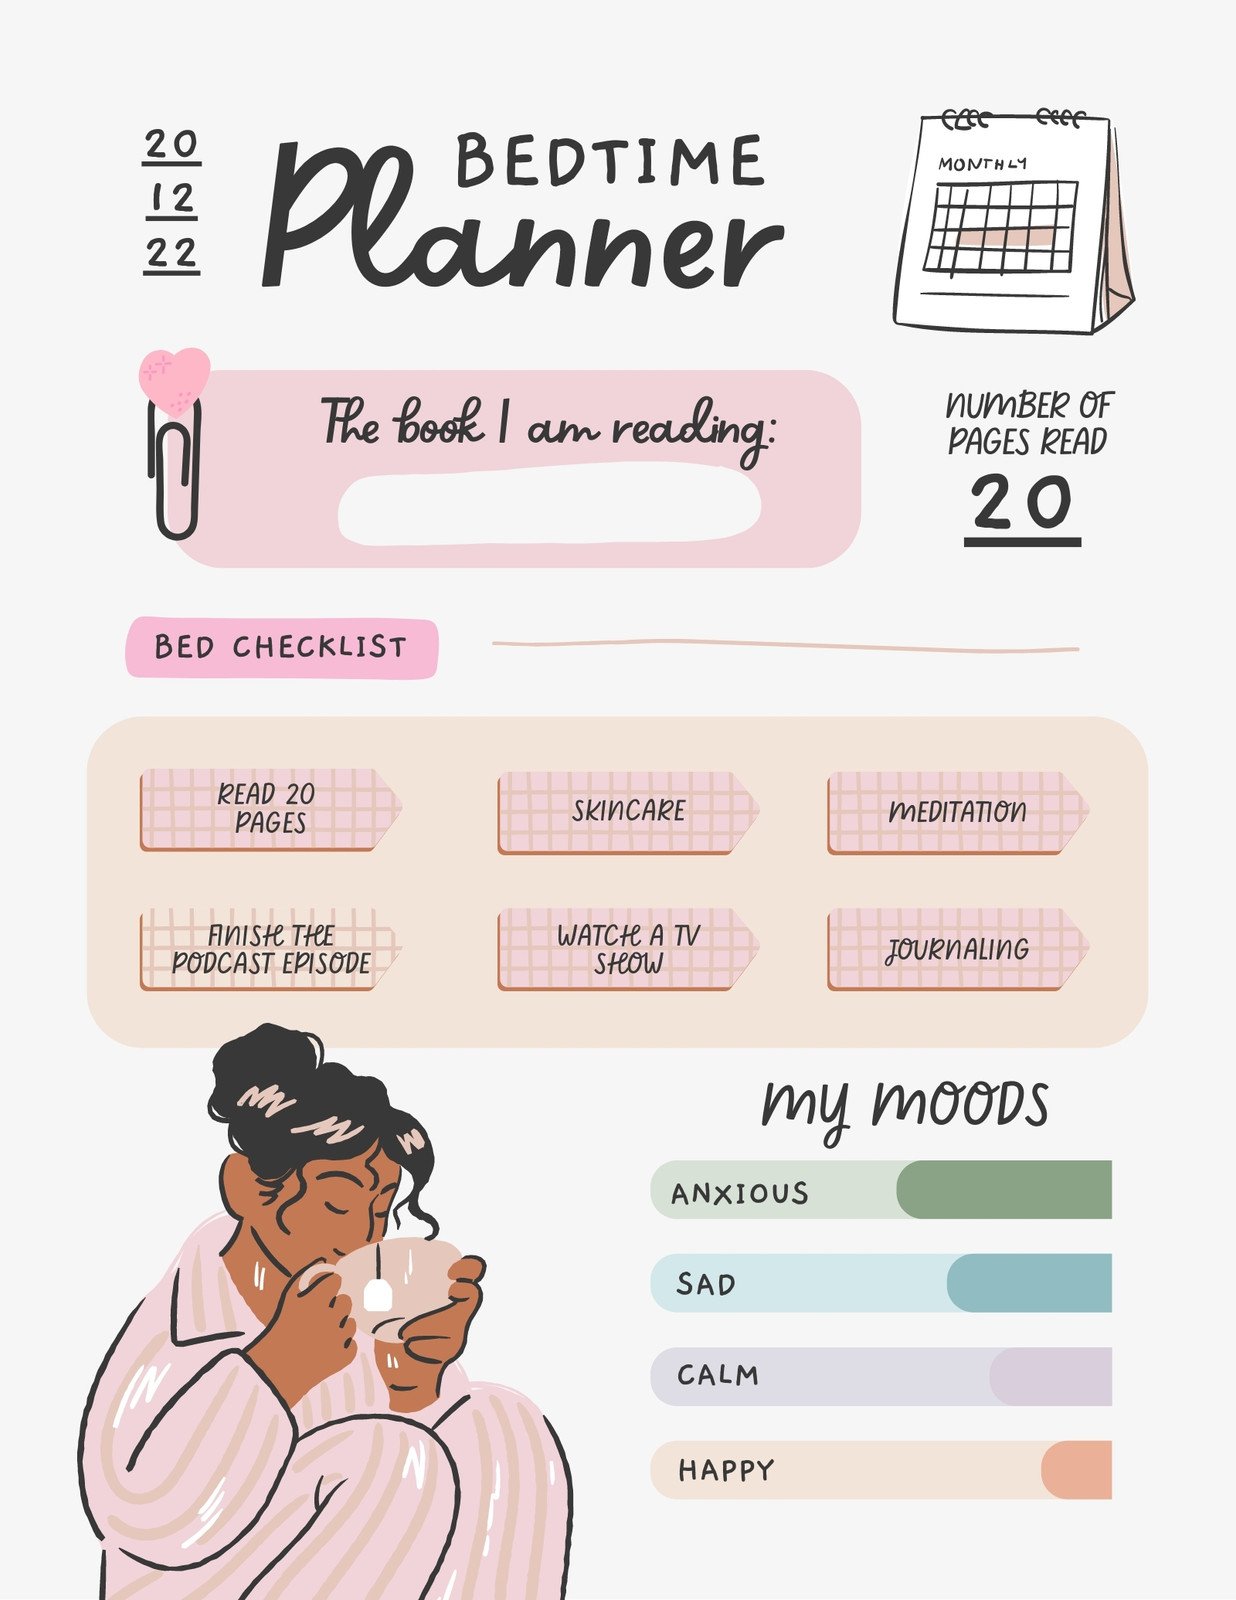 20
12
22
BEDTIME
Planner
MONTHLY
The book I am reading:
NUMBER OF
PAGES READ
20
BED CHECKLIST
READ 20
PAGES
SKINCARE
MEDITATION
FINISH THE
PODCAST EPISODE
WATCH A TV
SHOW
JOURNALING
MY MOODS
ANXIOUS
SAD
CALM
HAPPY